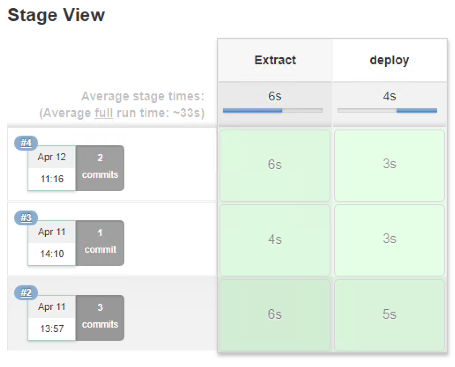 Stage View
Extract deploy
Average stage times: 6s 4s
(Average full run time: ~33s)
#4
Apr 12 2
11:16 commits 6s 3s
#3
Apr 11 1
14:10 commit 4s 3s
#2
Apr 11 3
13:57 commits 6s 5s